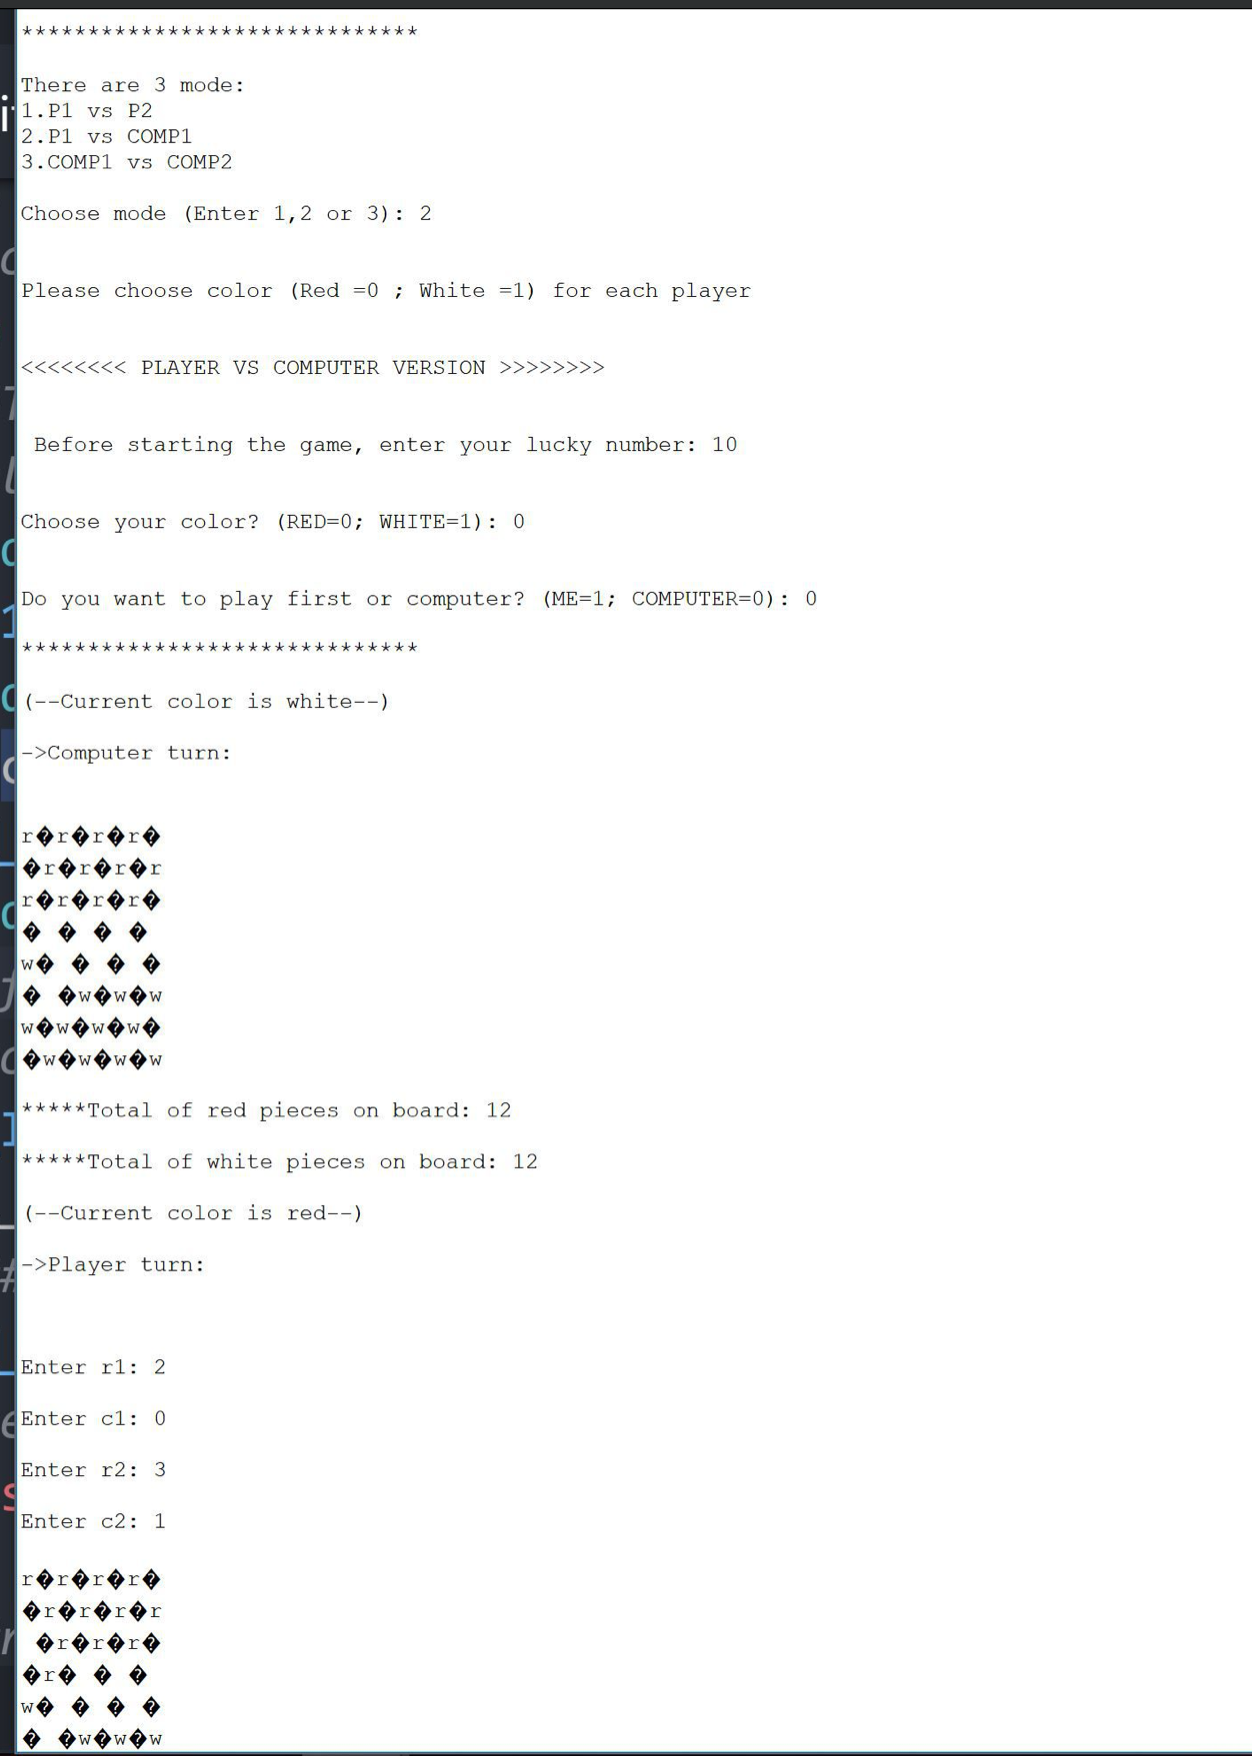 ******************************
There are 3 mode:
1.P1 vs P2
2.P1 vs COMP1
3.COMP1 vs COMP2
Choose mode (Enter 1,2 or 3): 2
Please choose color (Red =0 ; White =1) for each player
<<<<<<<< PLAYER VS COMPUTER VERSION >>>>>>>>
Before starting the game, enter your lucky number: 10
Choose your color? (RED=0; WHITE=1): 0
Do you want to play first or computer? (ME=1; COMPUTER=0): 0
******************************
(--Current color is white--)
->Computer turn:
r�r�r�r�
�r�r�r�r
r�r�r�r�
� � � �
w� � � �
� �w�w�w
w�w�w�w�
�w�w�w�w
*****Total of red pieces on board: 12
*****Total of white pieces on board: 12
(--Current color is red--)
->Player turn:
Enter r1: 2
Enter c1: 0
Enter r2: 3
Enter c2: 1
r�r�r�r�
�r�r�r�r
 �r�r�r�
�r� � �
w� � � �
� �w�w�w